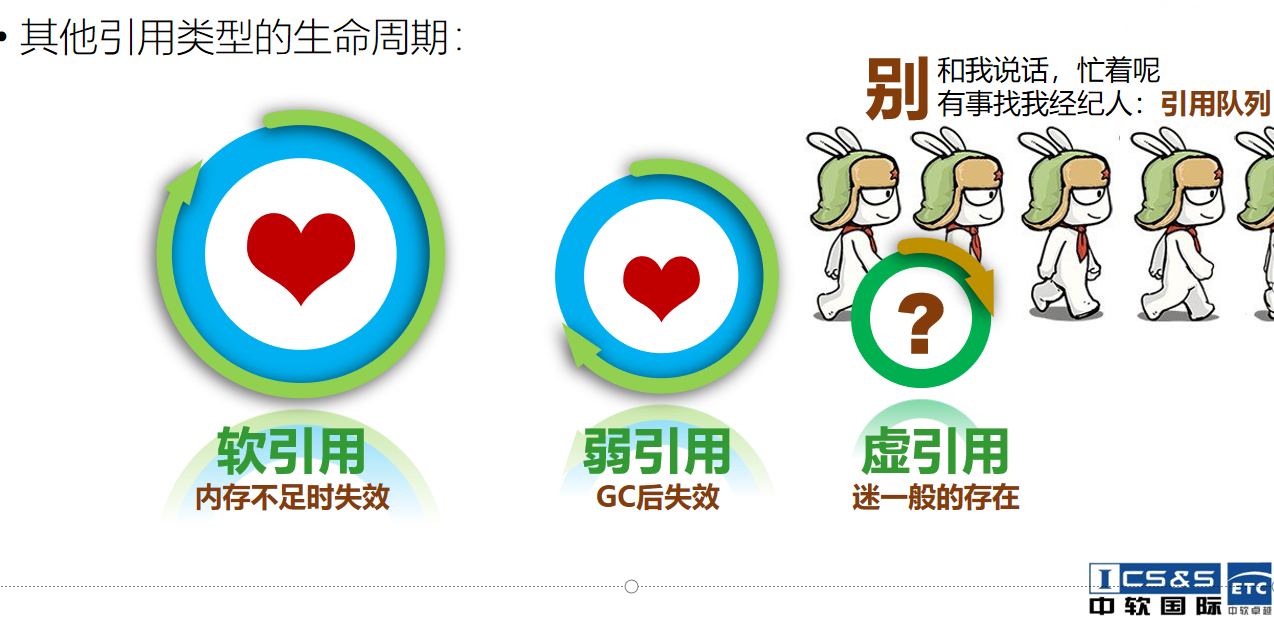 • 其他引用类型的生命周期：
别
和我说话，忙着呢
有事找我经纪人：引用队列
?
软引用
内存不足时失效
弱引用
GC后失效
虚引用
迷一般的存在
ICS&S
中软国际
ETC
中软卓越